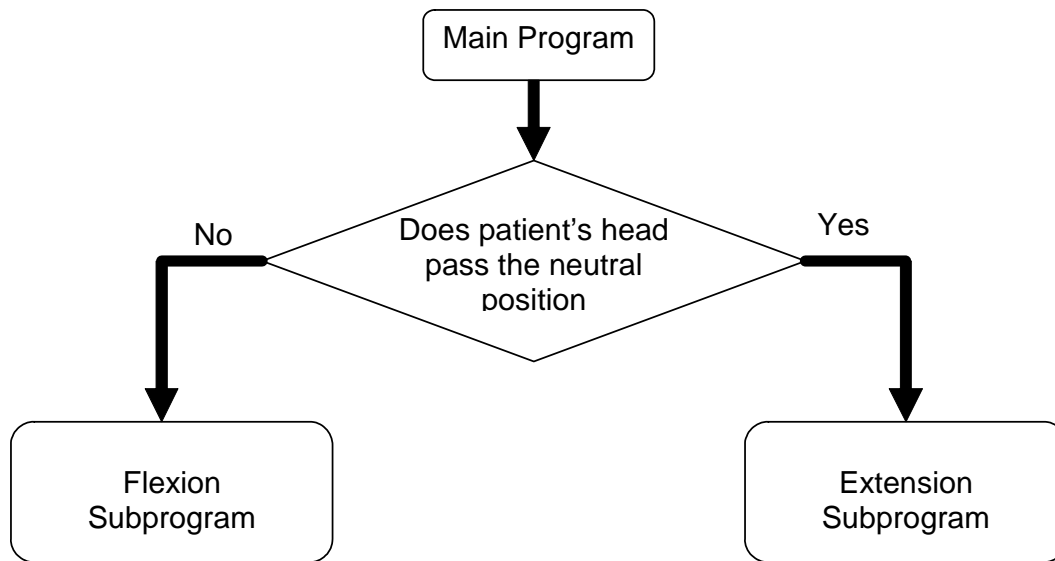 Main Program
No
Does patient’s head
pass the neutral
position
Yes
Flexion
Subprogram
Extension
Subprogram